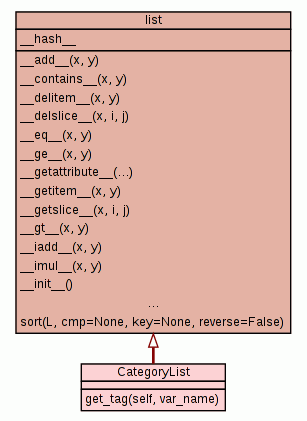 list
__hash__
__add__(x, y)
__contains__(x, y)
__delitem__(x, y)
__delslice__(x, i, j)
__eq__(x, y)
__ge__(x, y)
__getattribute__(...)
__getitem__(x, y)
__getslice__(x, i, j)
__gt__(x, y)
__iadd__(x, y)
__imul__(x, y)
__init__()
...
sort(L, cmp=None, key=None, reverse=False)
CategoryList
get_tag(self, var_name)